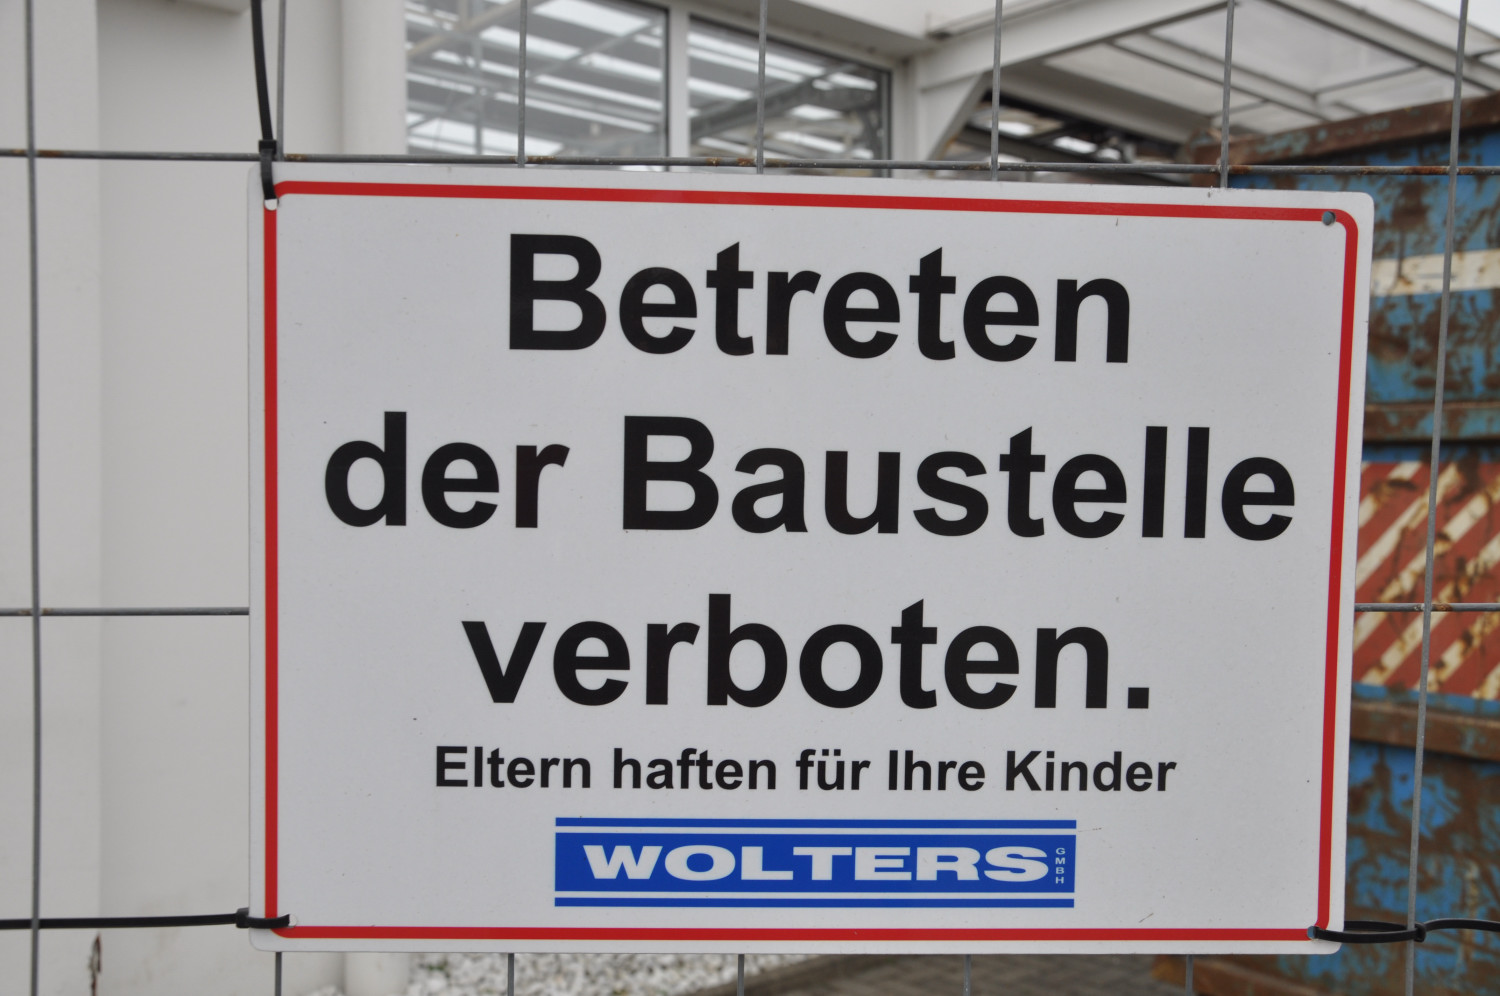 Betreten
der Baustelle
verboten.
Eltern haften für Ihre Kinder
WOLTERS GMBH